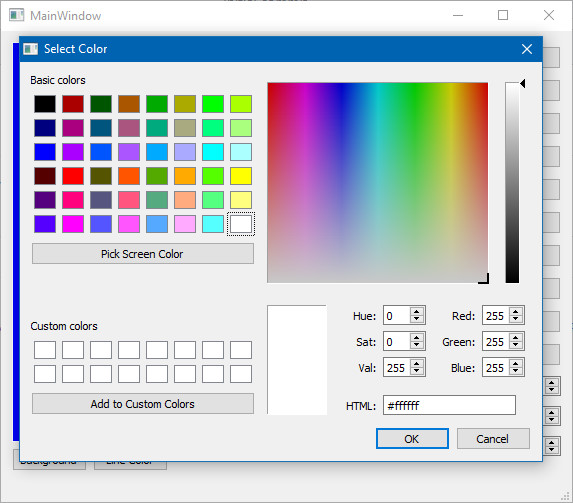 MainWindow
Select Color
Basic colors
Pick Screen Color
Custom colors
Add to Custom Colors
Hue: 0 Red: 255
Sat: 0 Green: 255
Val: 255 Blue: 255
HTML: #ffffff
OK Cancel
Background Line Color